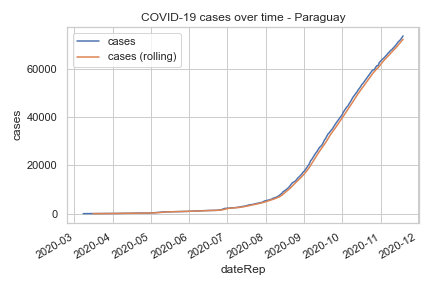 COVID-19 cases over time - Paraguay
cases
cases (rolling)
60000
40000
20000
0
cases
2020-03
2020-04
2020-05
2020-06
2020-07
2020-08
2020-09
2020-10
2020-11
2020-12
dateRep